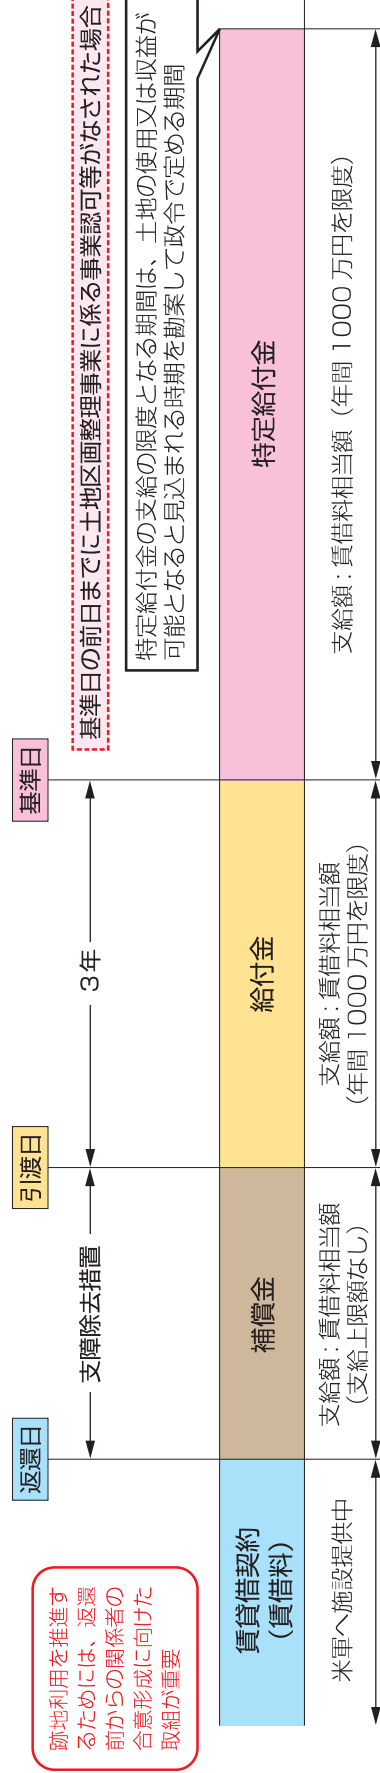 跡地利用を推進す
るためには、返還
前からの関係者の
合意形成に向けた
取組が重要
返還日
引渡日
基準日
支障除去措置
3年
基準日の前日までに土地区画整理事業に係る事業認可等がなされた場合
特定給付金の支給の限度となる期間は、土地の使用又は収益が
可能となると見込まれる時期を勘案して政令で定める期間
賃貸借契約
(賃借料)
補償金
給付金
特定給付金
米軍へ施設提供中
支給額：賃借料相当額
(支給上限額なし)
支給額：賃借料相当額
(年間 1000 万円を限度)
支給額：賃借料相当額(年間 1000 万円を限度)